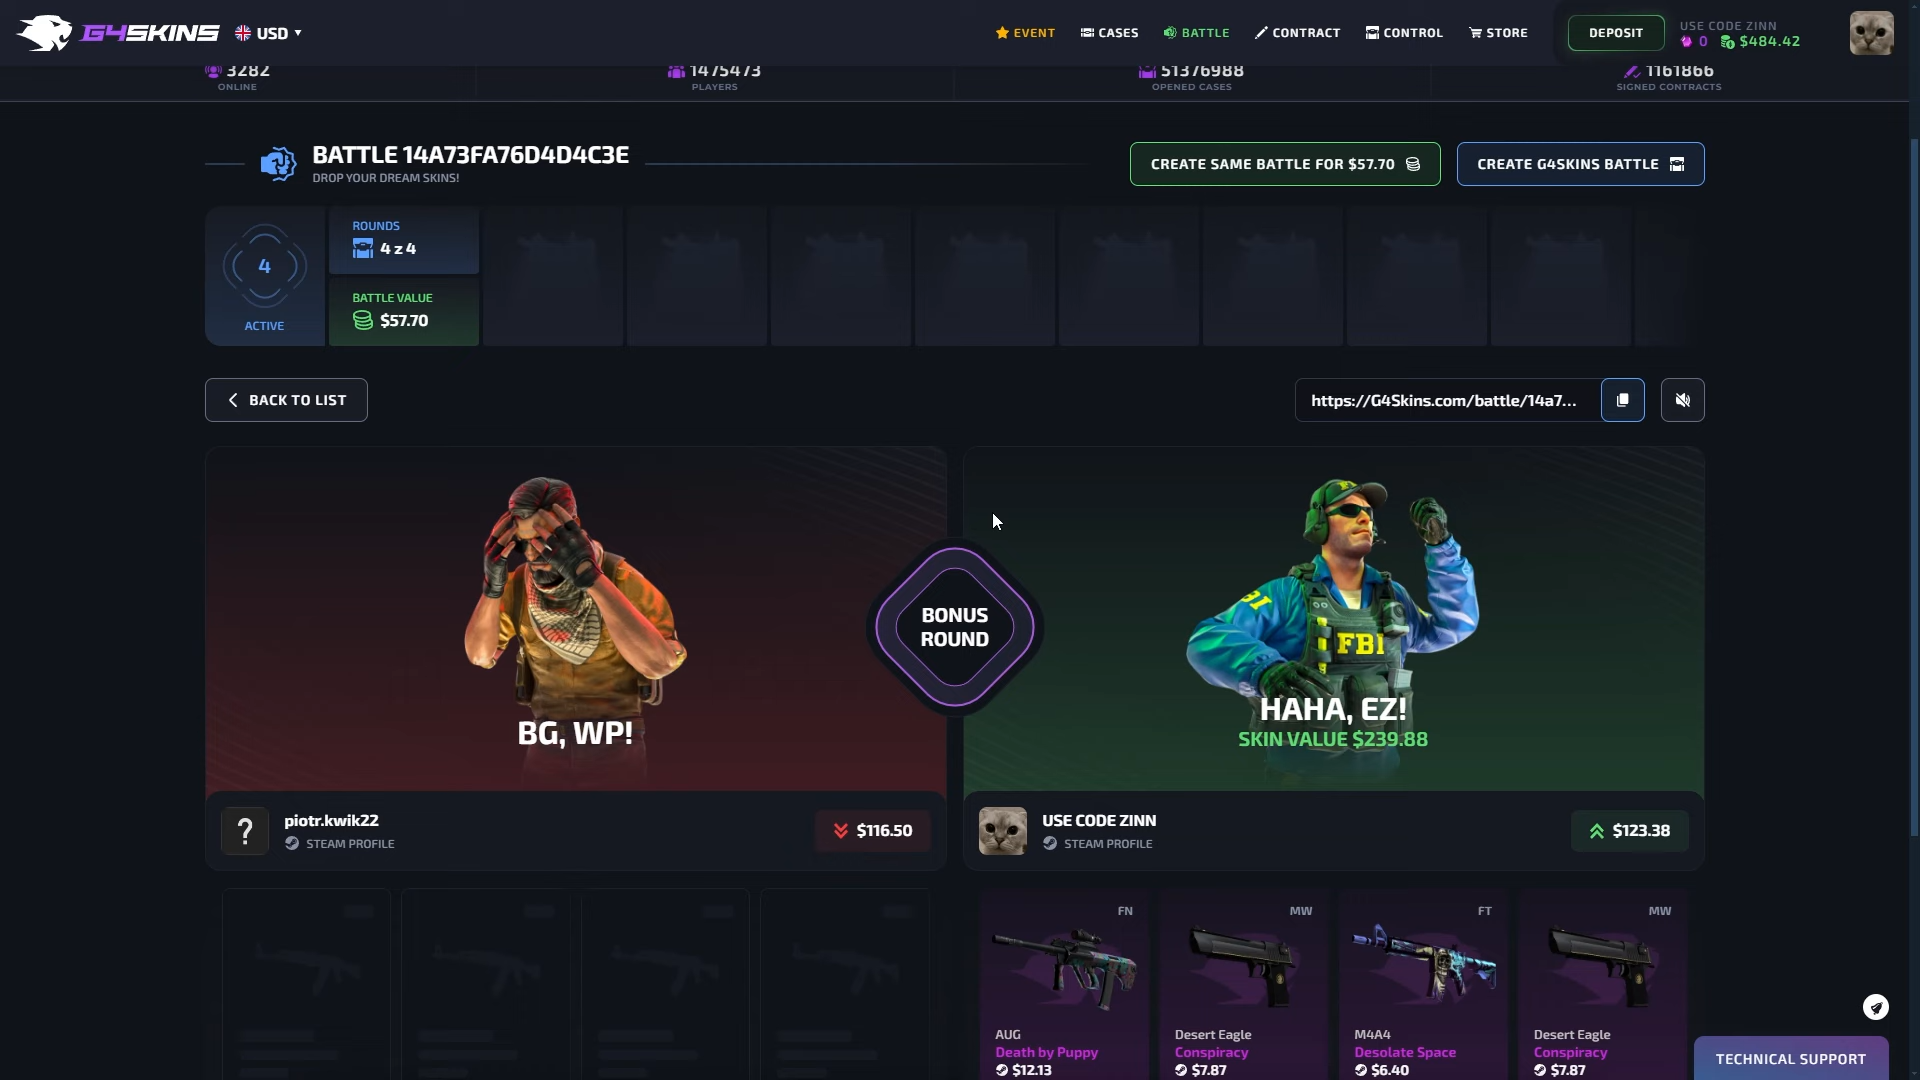 G4SKINS
USD
EVENT
CASES
BATTLE
CONTRACT
CONTROL
STORE
DEPOSIT
USE CODE ZINN
0
$484.42
3282
ONLINE
1475473
PLAYERS
51376988
OPENED CASES
1161866
SIGNED CONTRACTS
BATTLE 14A73FA76D4D4C3E
DROP YOUR DREAM SKINS!
CREATE SAME BATTLE FOR $57.70
CREATE G4SKINS BATTLE
4
ACTIVE
ROUNDS
4 z 4
BATTLE VALUE
$57.70
BACK TO LIST
https://G4Skins.com/battle/14a7...
FBI
BG, WP!
BONUS
ROUND
HAHA, EZ!
SKIN VALUE $239.88
?
piotr.kwik22
STEAM PROFILE
$116.50
USE CODE ZINN
STEAM PROFILE
$123.38
FN
AUG
Death by Puppy
$12.13
MW
Desert Eagle
Conspiracy
$7.87
FT
M4A4
Desolate Space
$6.40
MW
Desert Eagle
Conspiracy
$7.87
TECHNICAL SUPPORT